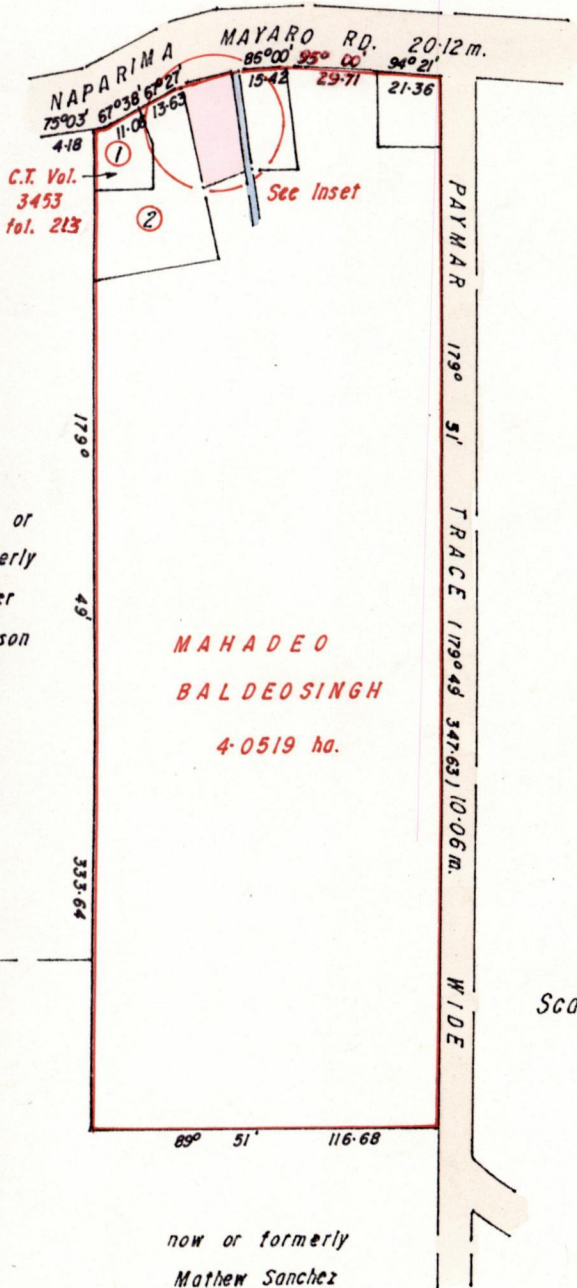 NAPARIMA MAYARO RD. 20·12 m.
75°03' 67°38' 67°27' 86°00' 95° 00' 94°21'
4·18 13·63 15·42 29·71 21·36
1
C.T. Vol.
3453
fol. 213
2
See Inset
PAYMAR 179° 51' TRACE ( 179° 49' 347·63 ) 10·06 m. WIDE
179° 49' 333·64
or
erly
er
son
MAHADEO
BALDEOSINGH
4·0519 ha.
Sca
89° 51' 116·68
now or formerly
Mathew Sanchez